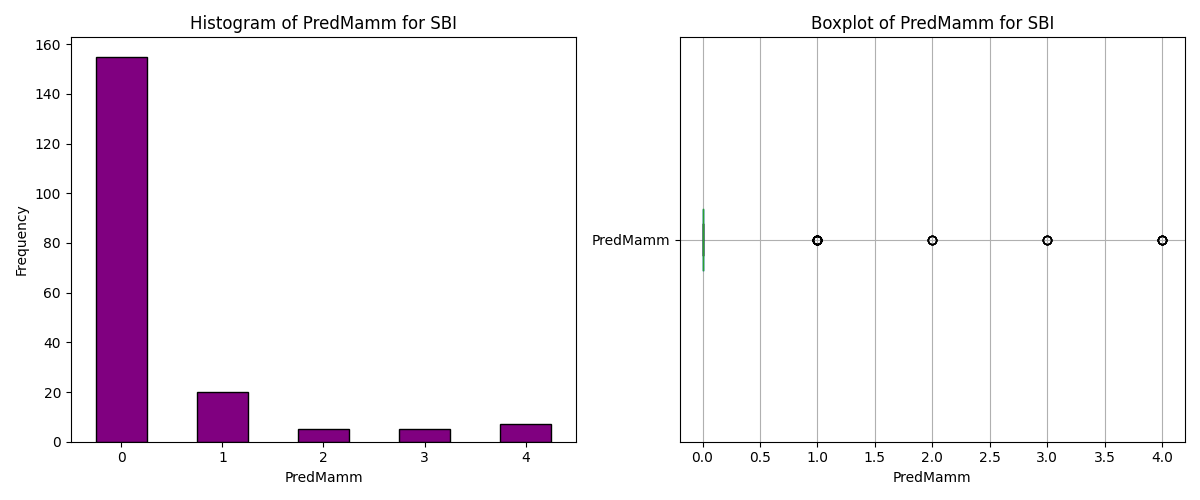 Histogram of PredMamm for SBI
160
140
120
100
80
60
40
20
0
Frequency
0 1 2 3 4
PredMamm
Boxplot of PredMamm for SBI
PredMamm
0.0 0.5 1.0 1.5 2.0 2.5 3.0 3.5 4.0
PredMamm